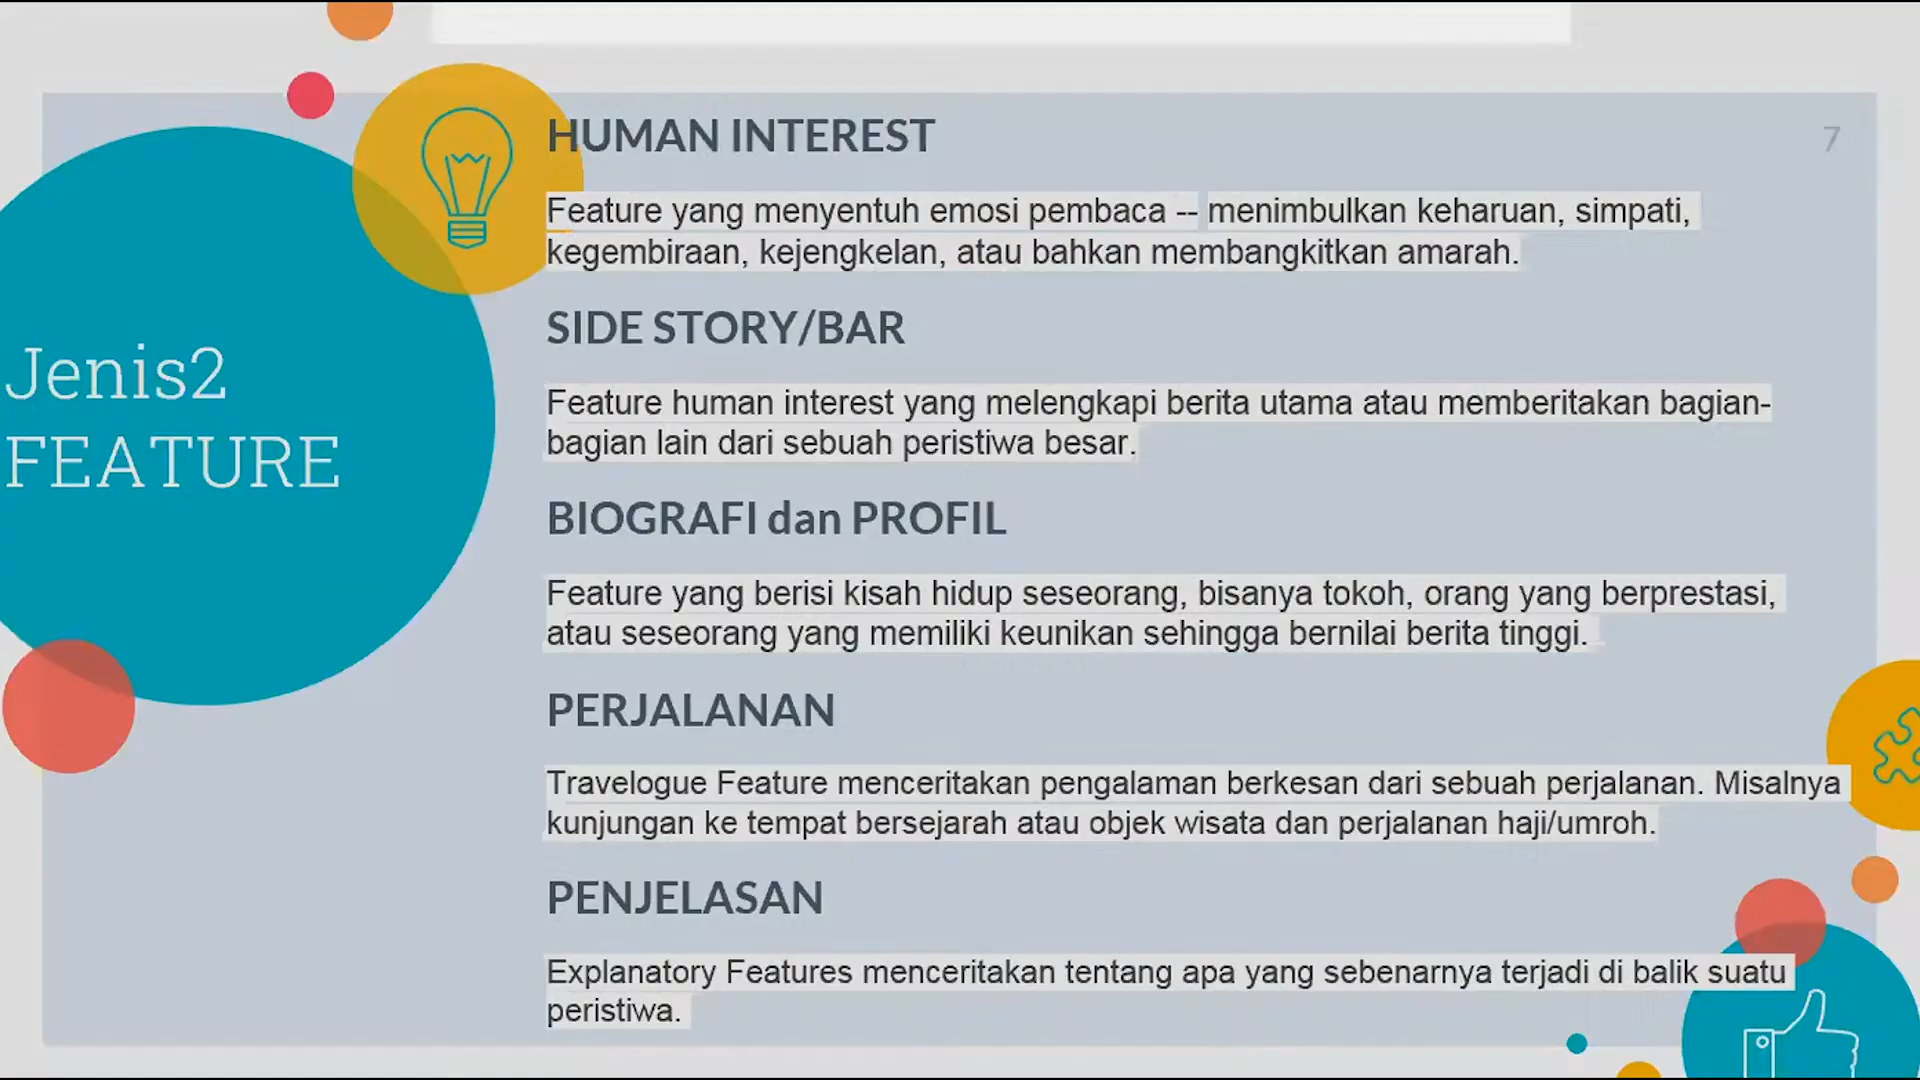 Jenis2
FEATURE
7
HUMAN INTEREST
Feature yang menyentuh emosi pembaca -- menimbulkan keharuan, simpati,
kegembiraan, kejengkelan, atau bahkan membangkitkan amarah.
SIDE STORY/BAR
Feature human interest yang melengkapi berita utama atau memberitakan bagian-
bagian lain dari sebuah peristiwa besar.
BIOGRAFI dan PROFIL
Feature yang berisi kisah hidup seseorang, bisanya tokoh, orang yang berprestasi,
atau seseorang yang memiliki keunikan sehingga bernilai berita tinggi.
PERJALANAN
Travelogue Feature menceritakan pengalaman berkesan dari sebuah perjalanan. Misalnya
kunjungan ke tempat bersejarah atau objek wisata dan perjalanan haji/umroh.
PENJELASAN
Explanatory Features menceritakan tentang apa yang sebenarnya terjadi di balik suatu
peristiwa.